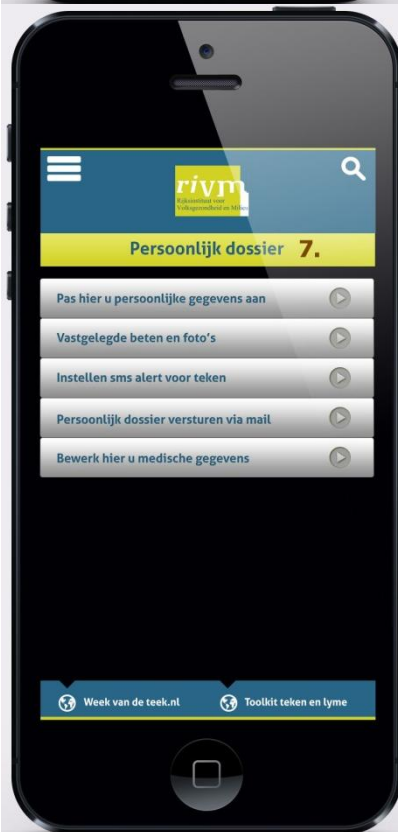 rivm
Rijksinstituut voor
Volksgezondheid en Milieu
Persoonlijk dossier 7.
Pas hier u persoonlijke gegevens aan
Vastgelegde beten en foto's
Instellen sms alert voor teken
Persoonlijk dossier versturen via mail
Bewerk hier u medische gegevens
Week van de teek.nl
Toolkit teken en lyme